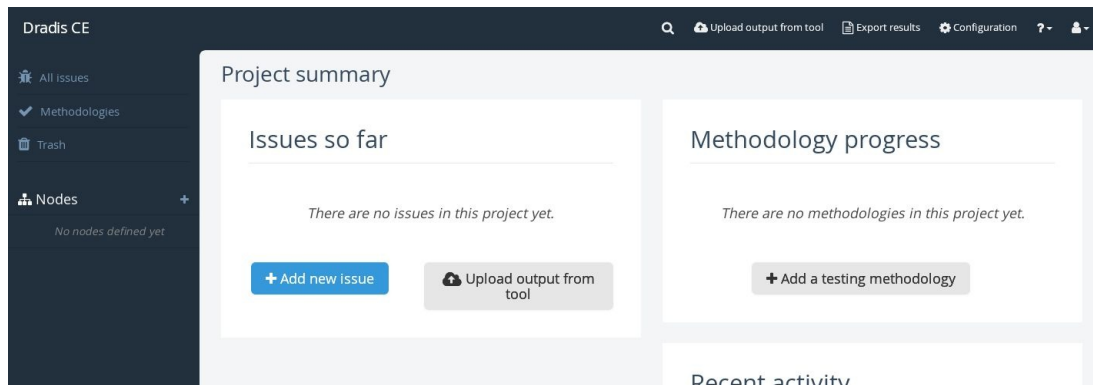 Dradis CE
Upload output from tool
Export results
Configuration
?
All issues
Methodologies
Trash
Nodes
+
No nodes defined yet
Project summary
Issues so far
There are no issues in this project yet.
+ Add new issue
Upload output from
tool
Methodology progress
There are no methodologies in this project yet.
+ Add a testing methodology
Recent activity